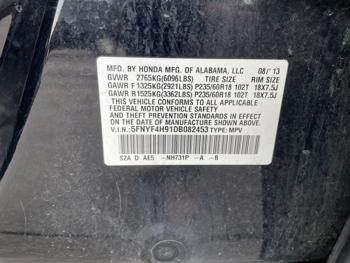 MFD. BY HONDA MFG. OF ALABAMA, LLC 08/'13
GVWR 2765KG(6096LBS) TIRE SIZE RIM SIZE
GAWR F 1325KG(2921LBS) P235/60R18 102T 18X7.5J
GAWR R1525KG(3362LBS) P235/60R18 102T 18X7.5J
THIS VEHICLE CONFORMS TO ALL APPLICABLE
FEDERAL MOTOR VEHICLE SAFETY
AND THEFT PREVENTION STANDARDS IN EFFECT
ON THE DATE OF MANUFACTURE SHOWN ABOVE.
V.I.N: 5FNYF4H91DB082453 TYPE: MPV
SZA D AE5 NH731P -A -B